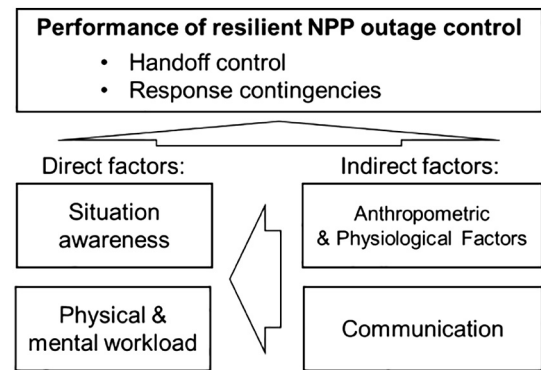 Performance of resilient NPP outage control
• Handoff control
• Response contingencies
Direct factors:
Indirect factors:
Situation
awareness
Anthropometric
& Physiological Factors
Physical &
mental workload
Communication